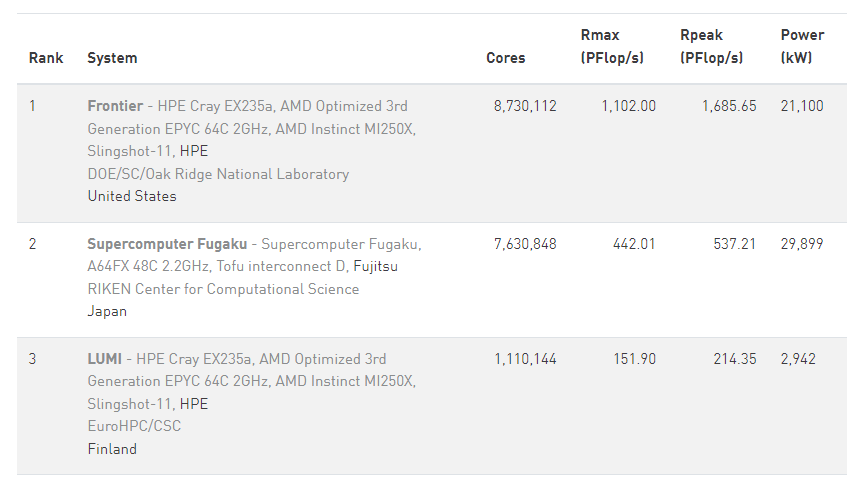 Rank System Cores Rmax (PFlop/s) Rpeak (PFlop/s) Power (kW)
1 Frontier - HPE Cray EX235a, AMD Optimized 3rd 8,730,112 1,102.00 1,685.65 21,100
Generation EPYC 64C 2GHz, AMD Instinct MI250X,
Slingshot-11, HPE
DOE/SC/Oak Ridge National Laboratory
United States
2 Supercomputer Fugaku - Supercomputer Fugaku, 7,630,848 442.01 537.21 29,899
A64FX 48C 2.2GHz, Tofu interconnect D, Fujitsu
RIKEN Center for Computational Science
Japan
3 LUMI - HPE Cray EX235a, AMD Optimized 3rd 1,110,144 151.90 214.35 2,942
Generation EPYC 64C 2GHz, AMD Instinct MI250X,
Slingshot-11, HPE
EuroHPC/CSC
Finland